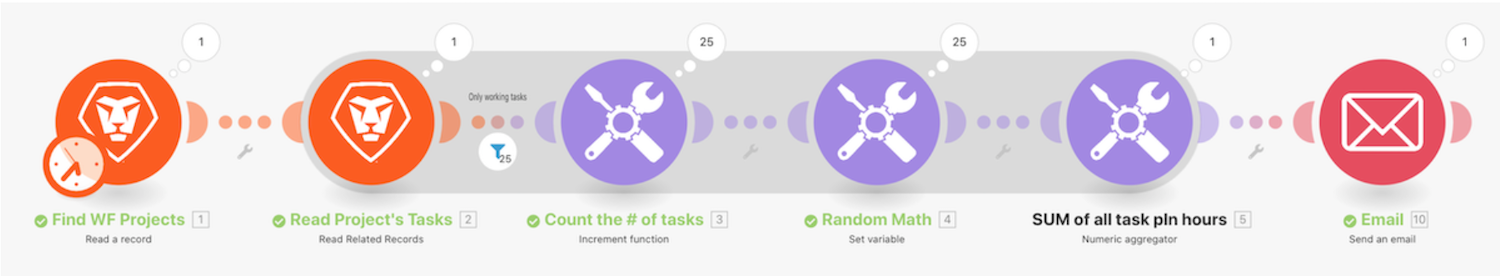 1
1
25
25
1
1
Only working tasks
25
Find WF Projects 1
Read a record
Read Project's Tasks 2
Read Related Records
Count the # of tasks 3
Increment function
Random Math 4
Set variable
SUM of all task pln hours 5
Numeric aggregator
Email 10
Send an email